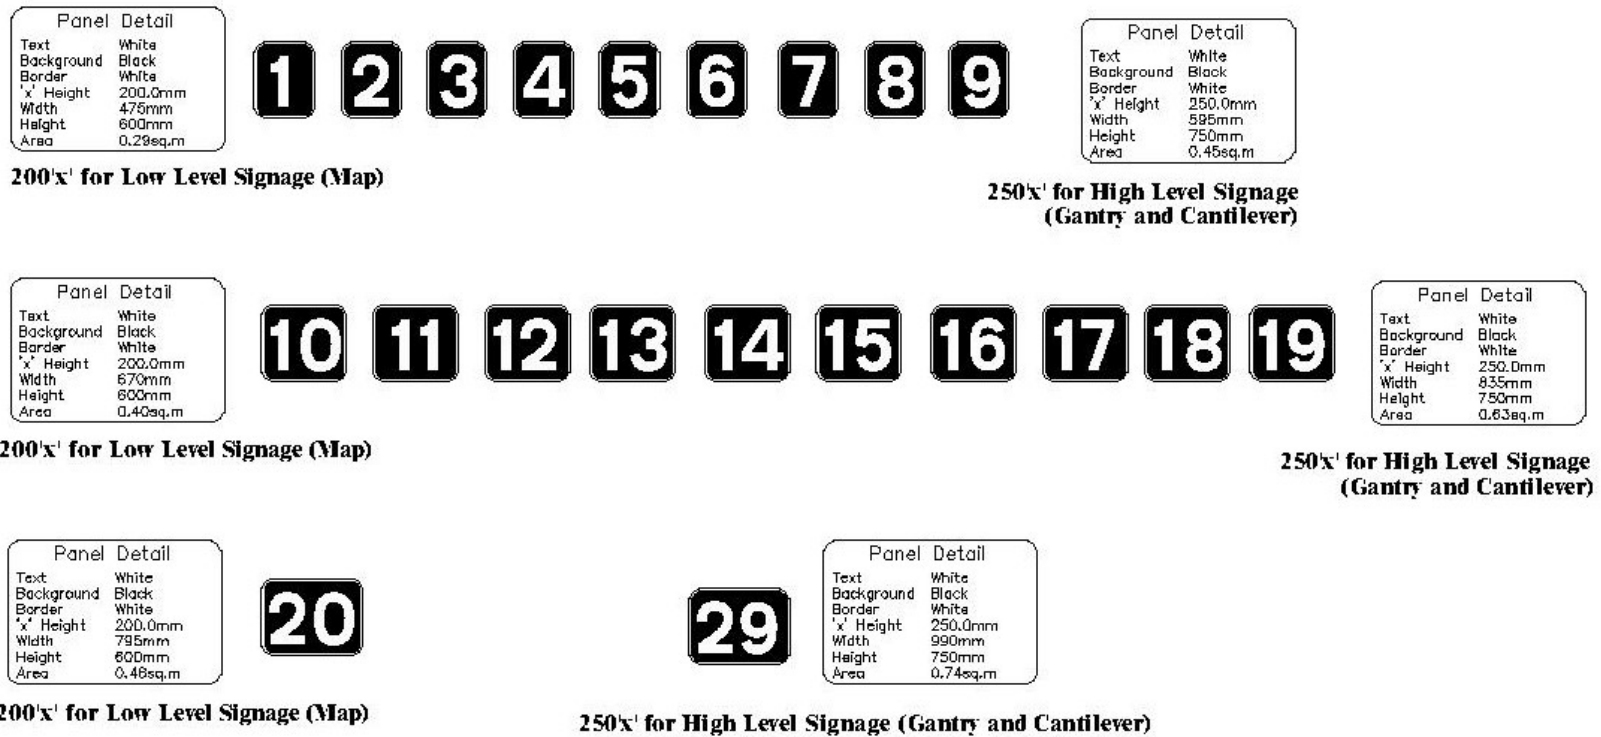 Panel Detail
Text White
Background Black
Border White
'x' Height 200.0mm
Width 475mm
Height 600mm
Area 0.29sq.m
200'x' for Low Level Signage (Map)
1 2 3 4 5 6 7 8 9
Panel Detail
Text White
Background Black
Border White
'x' Height 250.0mm
Width 595mm
Height 750mm
Area 0.45sq.m
250'x' for High Level Signage
(Gantry and Cantilever)
Panel Detail
Text White
Background Black
Border White
'x' Height 200.0mm
Width 670mm
Height 600mm
Area 0.40sq.m
200'x' for Low Level Signage (Map)
10 11 12 13 14 15 16 17 18 19
Panel Detail
Text White
Background Black
Border White
'x' Height 250.0mm
Width 835mm
Height 750mm
Area 0.63sq.m
250'x' for High Level Signage
(Gantry and Cantilever)
Panel Detail
Text White
Background Black
Border White
'x' Height 200.0mm
Width 795mm
Height 600mm
Area 0.48sq.m
200'x' for Low Level Signage (Map)
20
29
Panel Detail
Text White
Background Black
Border White
'x' Height 250.0mm
Width 990mm
Height 750mm
Area 0.74sq.m
250'x' for High Level Signage (Gantry and Cantilever)